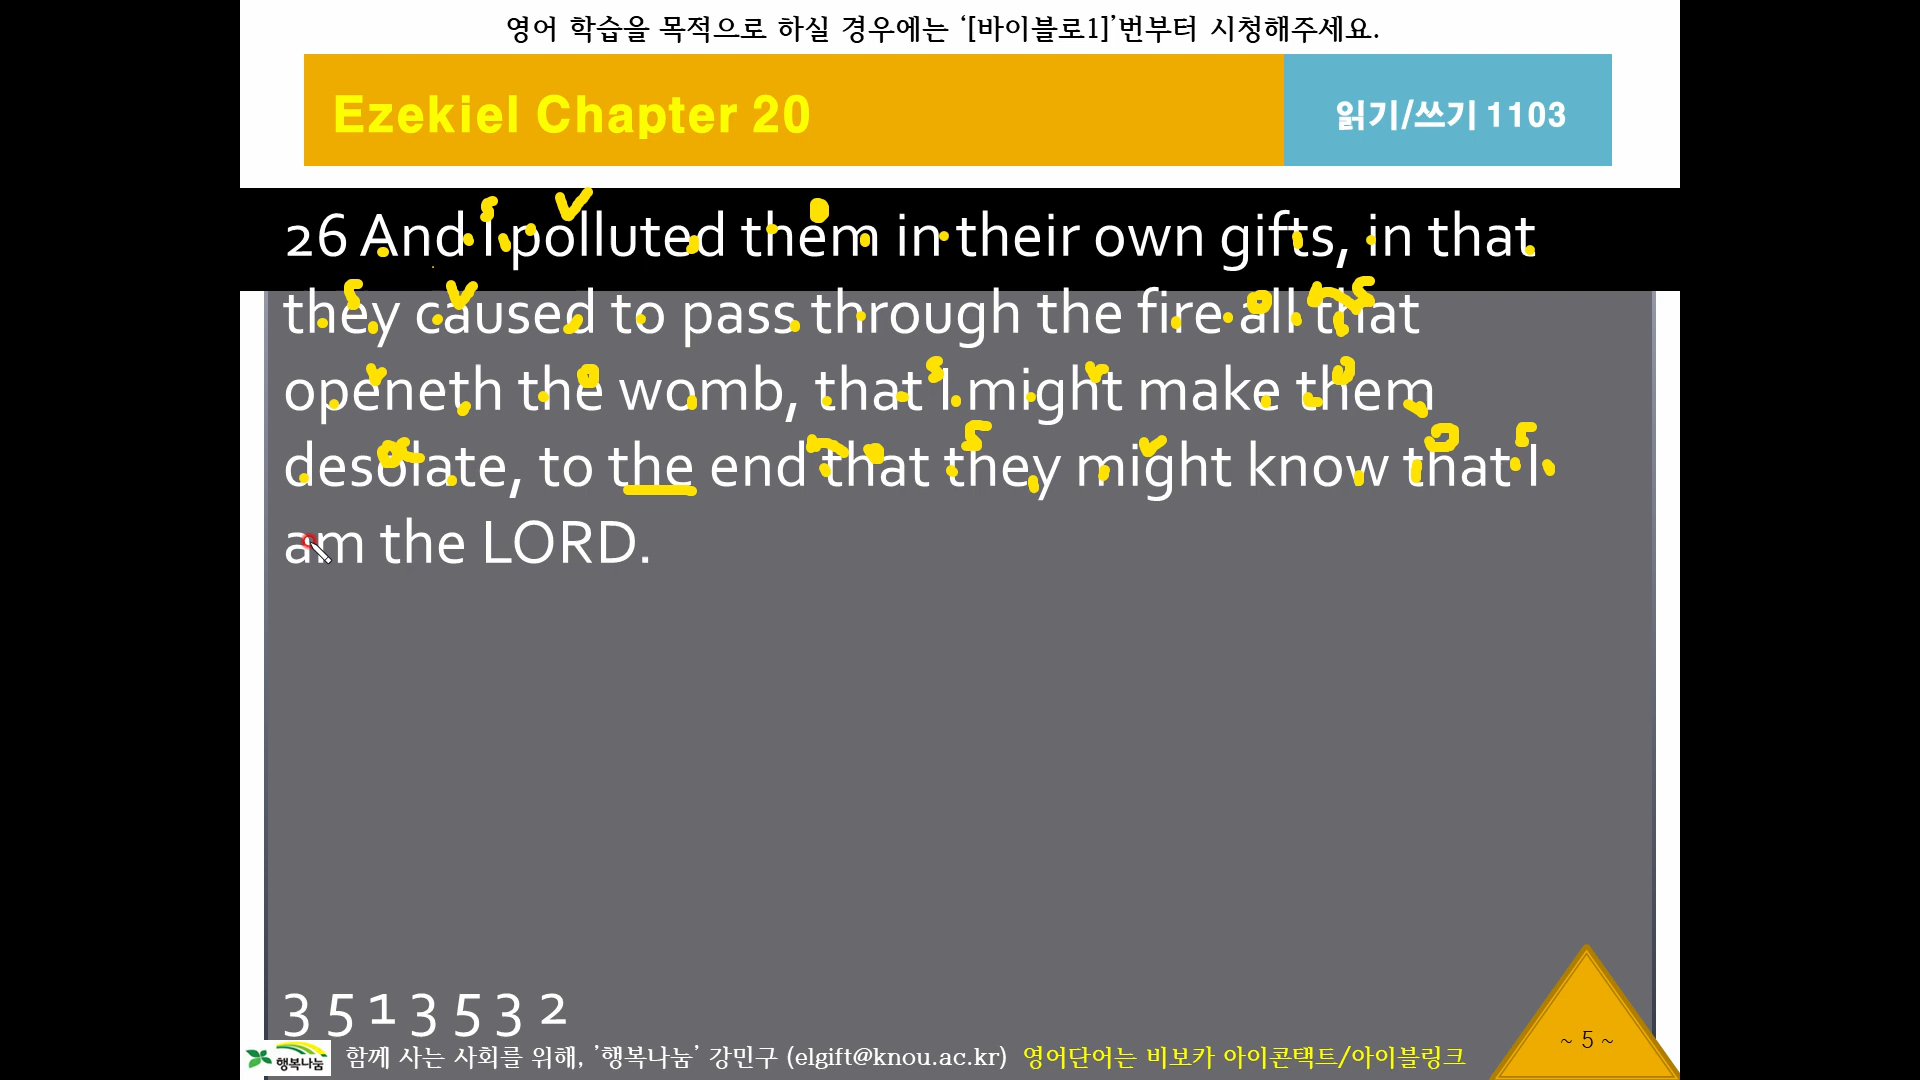 영어 학습을 목적으로 하실 경우에는 ‘[바이블로1]’번부터 시청해주세요.
Ezekiel Chapter 20
읽기/쓰기 1103
26 And I polluted them in their own gifts, in that
they caused to pass through the fire all that
openeth the womb, that I might make them
desolate, to the end that they might know that I
am the LORD.
3 5 1 3 5 3 2
~ 5 ~
행복나눔 함께 사는 사회를 위해, ’행복나눔’ 강민구 (elgift@knou.ac.kr) 영어단어는 비보카 아이콘택트/아이블링크